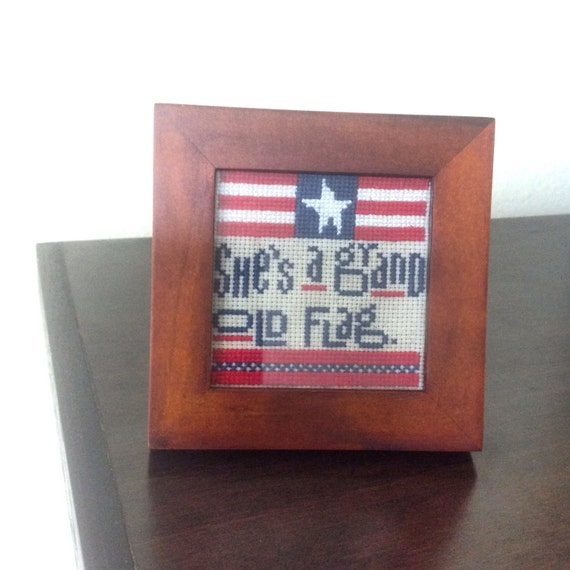 She's a grand
old flag.